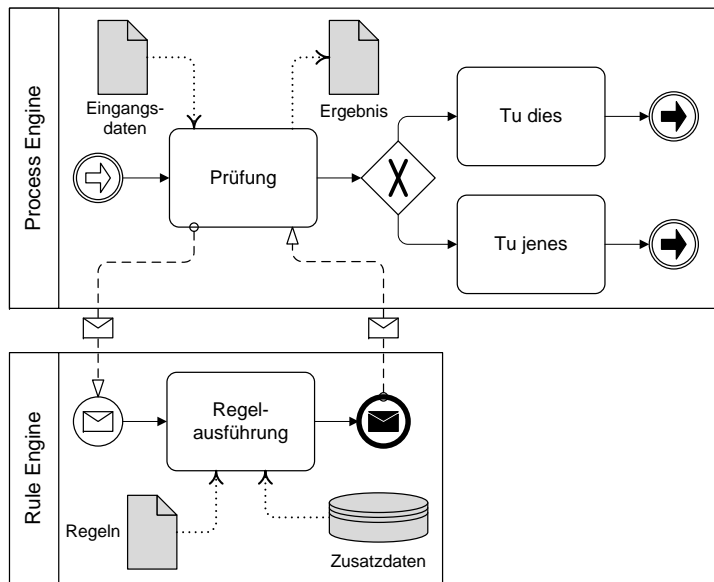 Process Engine
Eingangs-
daten
Ergebnis
Prüfung
Tu dies
Tu jenes
Rule Engine
Regel-
ausführung
Regeln
Zusatzdaten